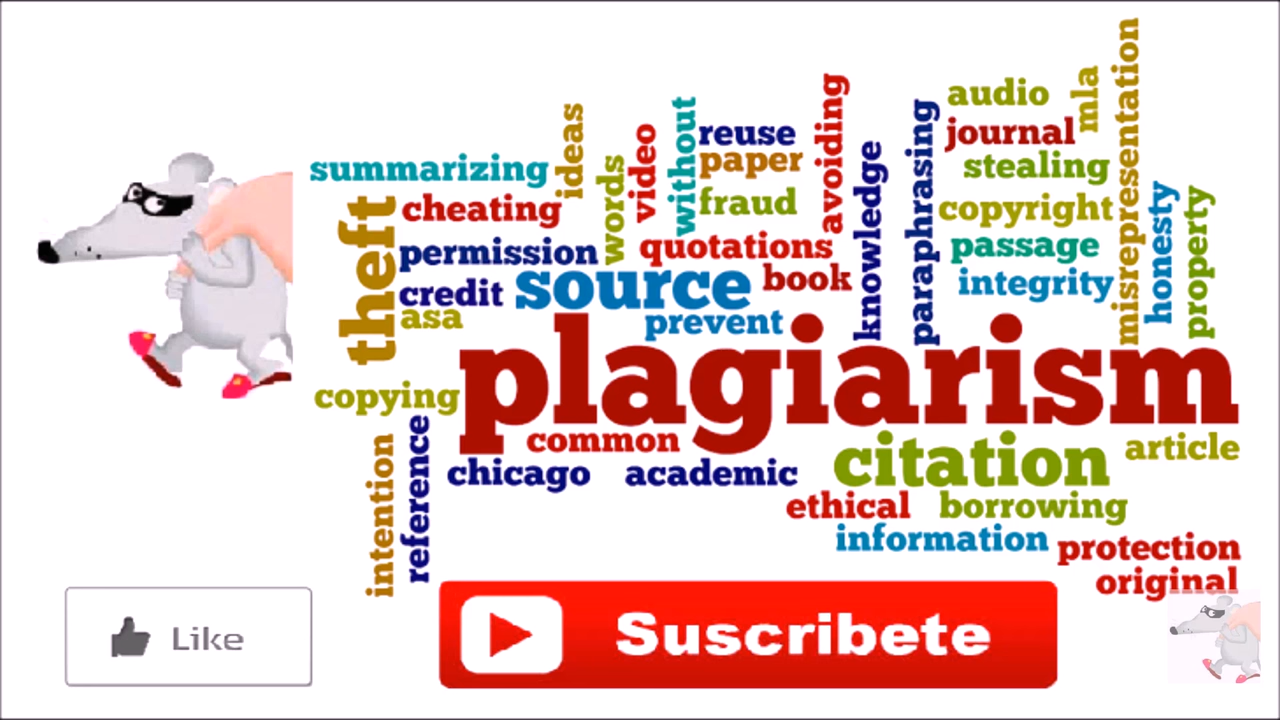 summarizing
ideas
words
video
without
reuse
paper
fraud
avoiding
knowledge
paraphrasing
audio
journal
mla
stealing
misrepresentation
copyright
passage
integrity
honesty
property
theft
cheating
permission
quotations
credit
source
book
asa
prevent
plagiarism
copying
common
citation
article
intention
reference
chicago
academic
ethical
borrowing
information
protection
original
Like
Suscribete